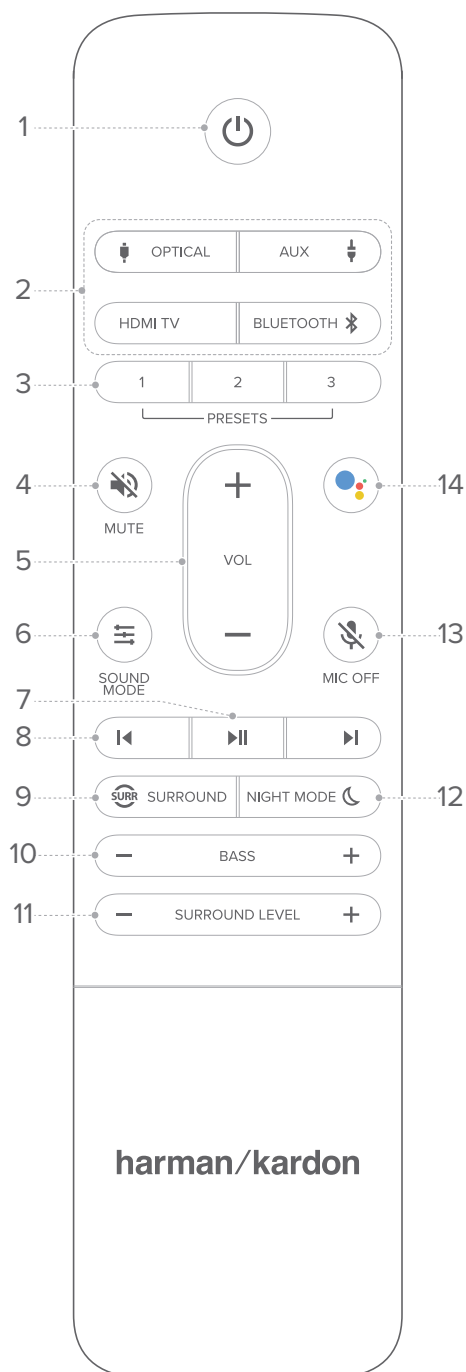 1
OPTICAL AUX
2
HDMI TV BLUETOOTH
3 1 2 3
PRESETS
4 14
MUTE
5 VOL
6 13
SOUND MIC OFF
MODE
7
8
9 SURR SURROUND NIGHT MODE 12
10 − BASS +
11 − SURROUND LEVEL +
harman/kardon